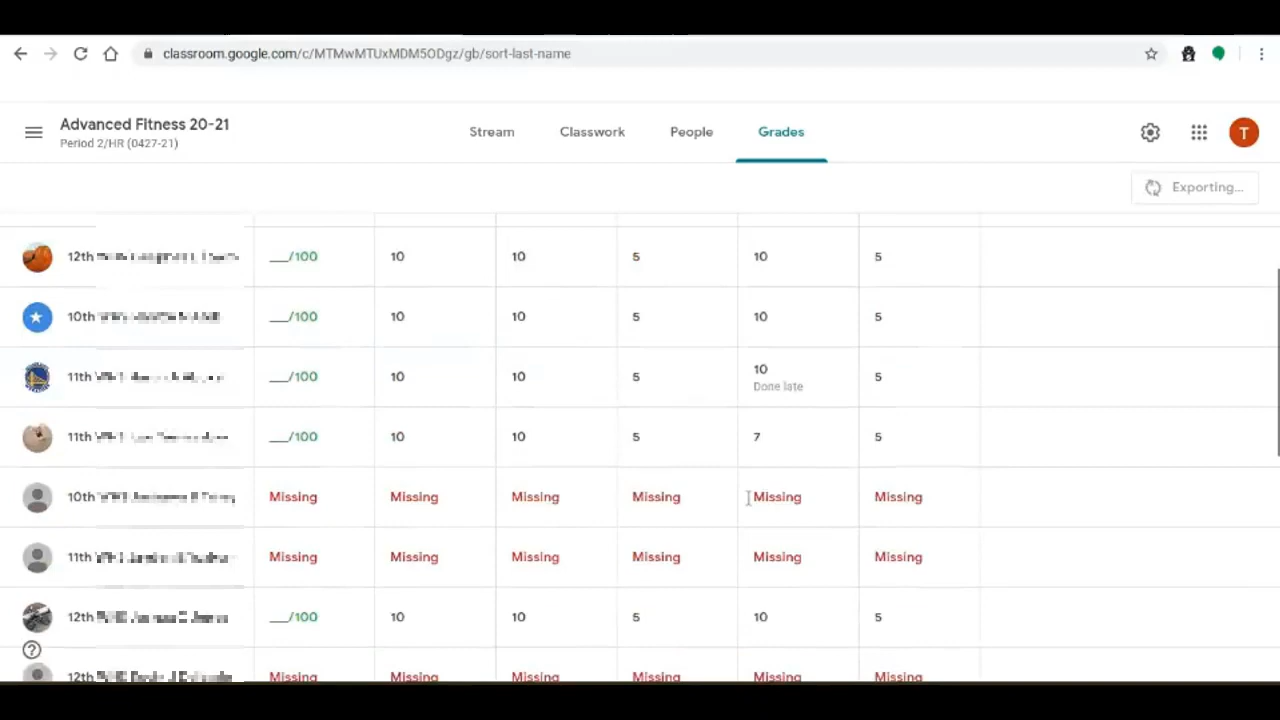 classroom.google.com/c/MTMwMTUxMDM5ODgz/gb/sort-last-name
Advanced Fitness 20-21
Period 2/HR (0427-21)
Stream
Classwork
People
Grades
T
Exporting...
12th __/100 10 10 5 10 5
10th __/100 10 10 5 10 5
11th __/100 10 10 5 10 5
Done late
11th __/100 10 10 5 7 5
10th Missing Missing Missing Missing Missing Missing
11th Missing Missing Missing Missing Missing Missing
12th __/100 10 10 5 10 5
12th Missing Missing Missing Missing Missing Missing